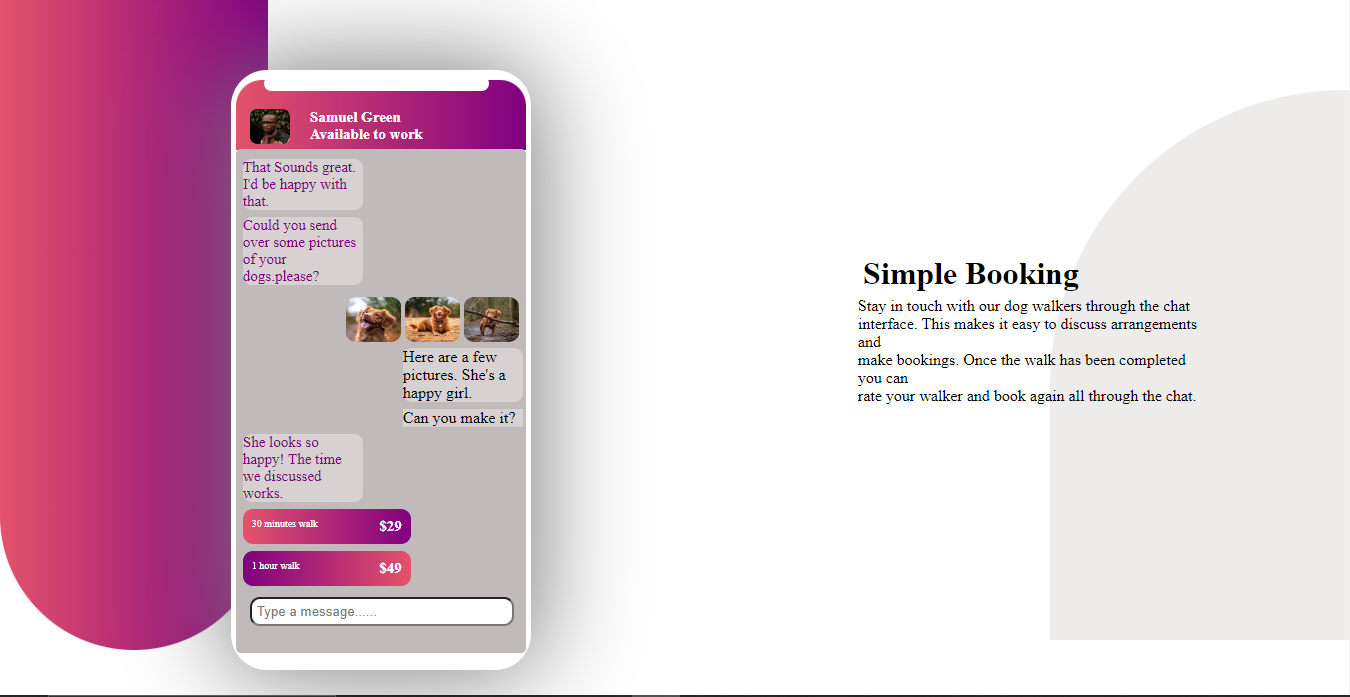 Samuel Green
Available to work
That Sounds great.
I'd be happy with
that.
Could you send
over some pictures
of your
dogs.please?
Here are a few
pictures. She's a
happy girl.
Can you make it?
She looks so
happy! The time
we discussed
works.
30 minutes walk $29
1 hour walk $49
Type a message......
Simple Booking
Stay in touch with our dog walkers through the chat
interface. This makes it easy to discuss arrangements
and
make bookings. Once the walk has been completed
you can
rate your walker and book again all through the chat.